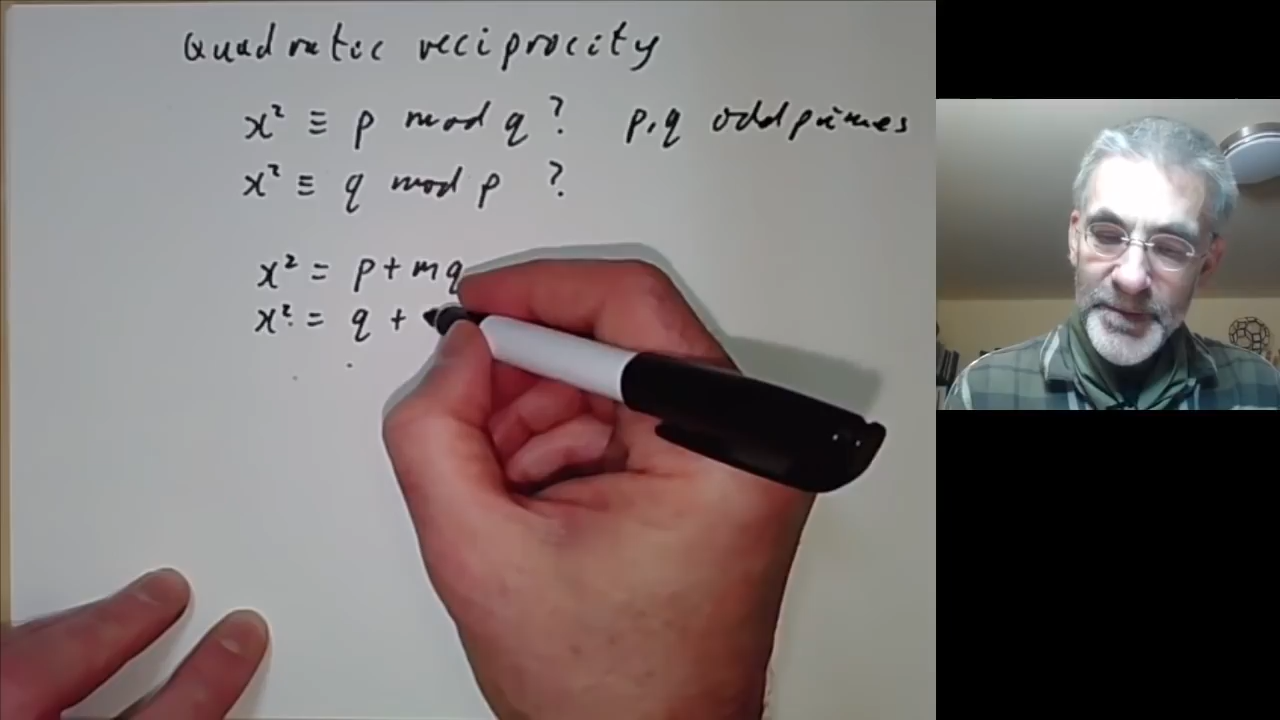 Quadratic reciprocity
x² ≡ p mod q ? p, q odd primes
x² ≡ q mod p ?
x² = p + mq
x² = q +